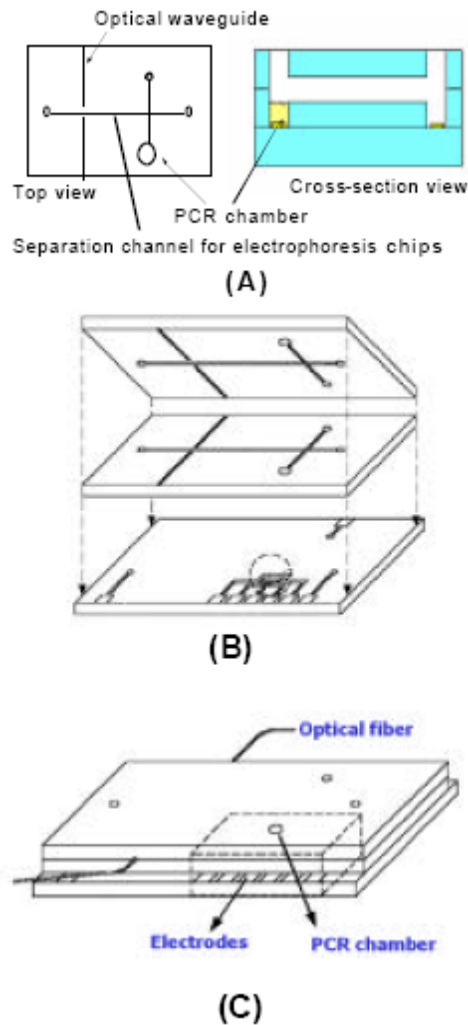 Optical waveguide
Top view
Cross-section view
PCR chamber
Separation channel for electrophoresis chips
(A)
(B)
Optical fiber
Electrodes
PCR chamber
(C)